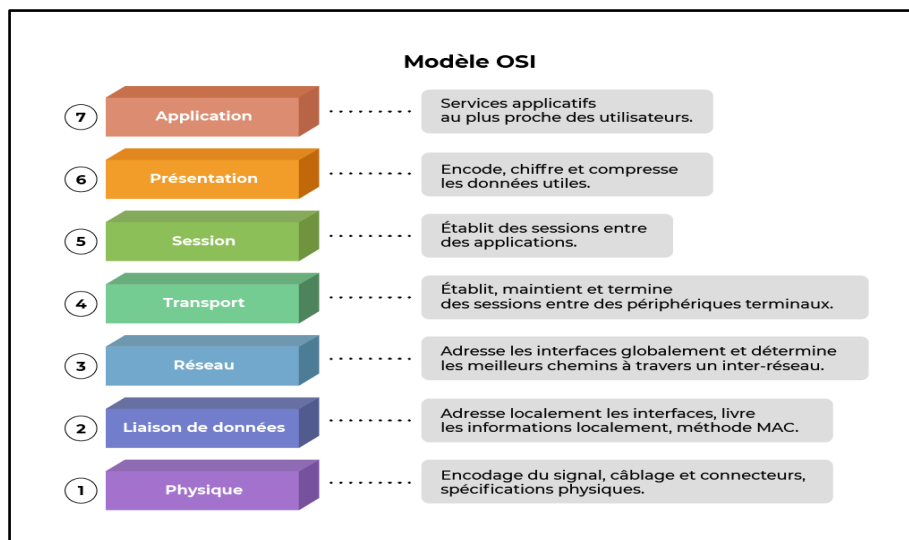 Modèle OSI
7
Application
Services applicatifs
au plus proche des utilisateurs.
6
Présentation
Encode, chiffre et compresse
les données utiles.
5
Session
Établit des sessions entre
des applications.
4
Transport
Établit, maintient et termine
des sessions entre des périphériques terminaux.
3
Réseau
Adresse les interfaces globalement et détermine
les meilleurs chemins à travers un inter-réseau.
2
Liaison de données
Adresse localement les interfaces, livre
les informations localement, méthode MAC.
1
Physique
Encodage du signal, câblage et connecteurs,
spécifications physiques.